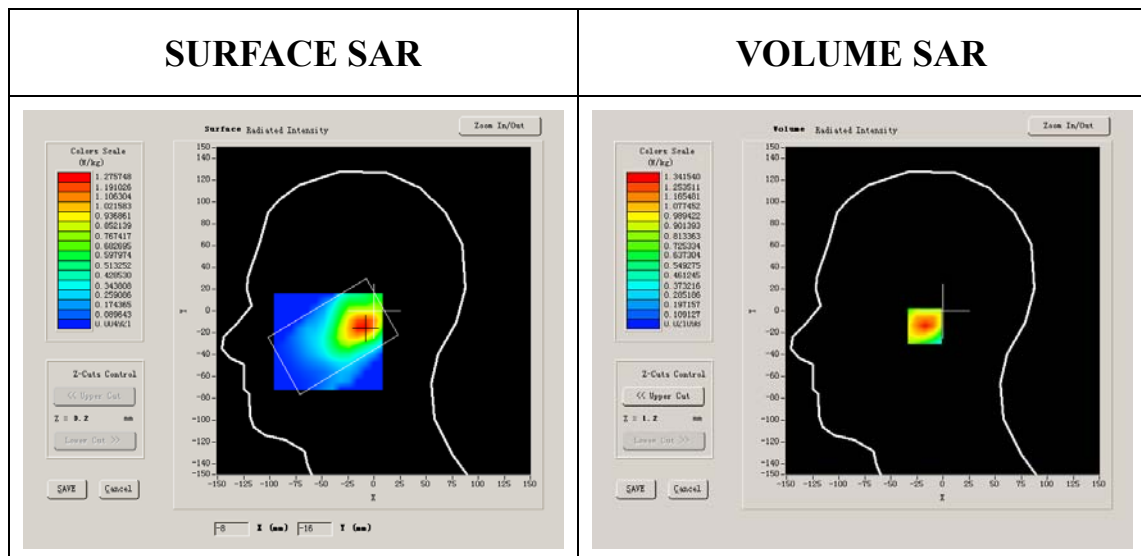 SURFACE SAR
VOLUME SAR
Surface Radiated Intensity
Zoom In/Out
Colors Scale
(W/kg)
1.275748
1.191026
1.106304
1.021583
0.936861
0.852139
0.767417
0.682695
0.597974
0.513252
0.428530
0.343808
0.259086
0.174365
0.089643
0.004921
150
140
120
100
80
60
40
20
0
-20
-40
-60
-80
-100
-120
-140
-150
Y
-150 -125 -100 -75 -50 -25 0 25 50 75 100 125 150
X
Z-Cuts Control
<< Upper Cut
Lower Cut >>
SAVE
Cancel
-8 X (mm) -16 Y (mm)
Volume Radiated Intensity
Zoom In/Out
Colors Scale
(W/kg)
1.341540
1.253511
1.165481
1.077452
0.989422
0.901393
0.813363
0.725334
0.637304
0.549275
0.461245
0.373216
0.285186
0.197157
0.109127
0.021098
150
140
120
100
80
60
40
20
0
-20
-40
-60
-80
-100
-120
-140
-150
Y
-150 -125 -100 -75 -50 -25 0 25 50 75 100 125 150
X
Z-Cuts Control
<< Upper Cut
Z = 1.2 mm
Lower Cut >>
SAVE
Cancel